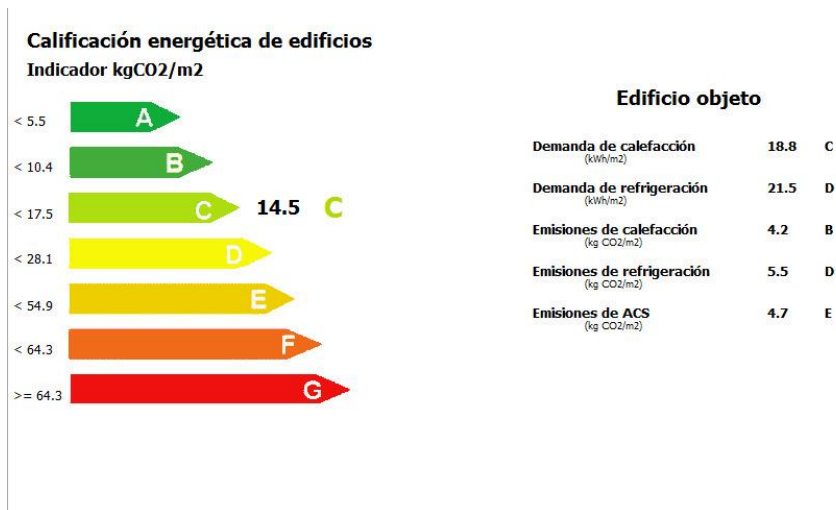 Calificación energética de edificios
Indicador kgCO2/m2
< 5.5 A
< 10.4 B
< 17.5 C 14.5 C
< 28.1 D
< 54.9 E
< 64.3 F
>= 64.3 G
Edificio objeto
Demanda de calefacción 18.8 C
(kWh/m2)
Demanda de refrigeración 21.5 D
(kWh/m2)
Emisiones de calefacción 4.2 B
(kg CO2/m2)
Emisiones de refrigeración 5.5 D
(kg CO2/m2)
Emisiones de ACS 4.7 E
(kg CO2/m2)